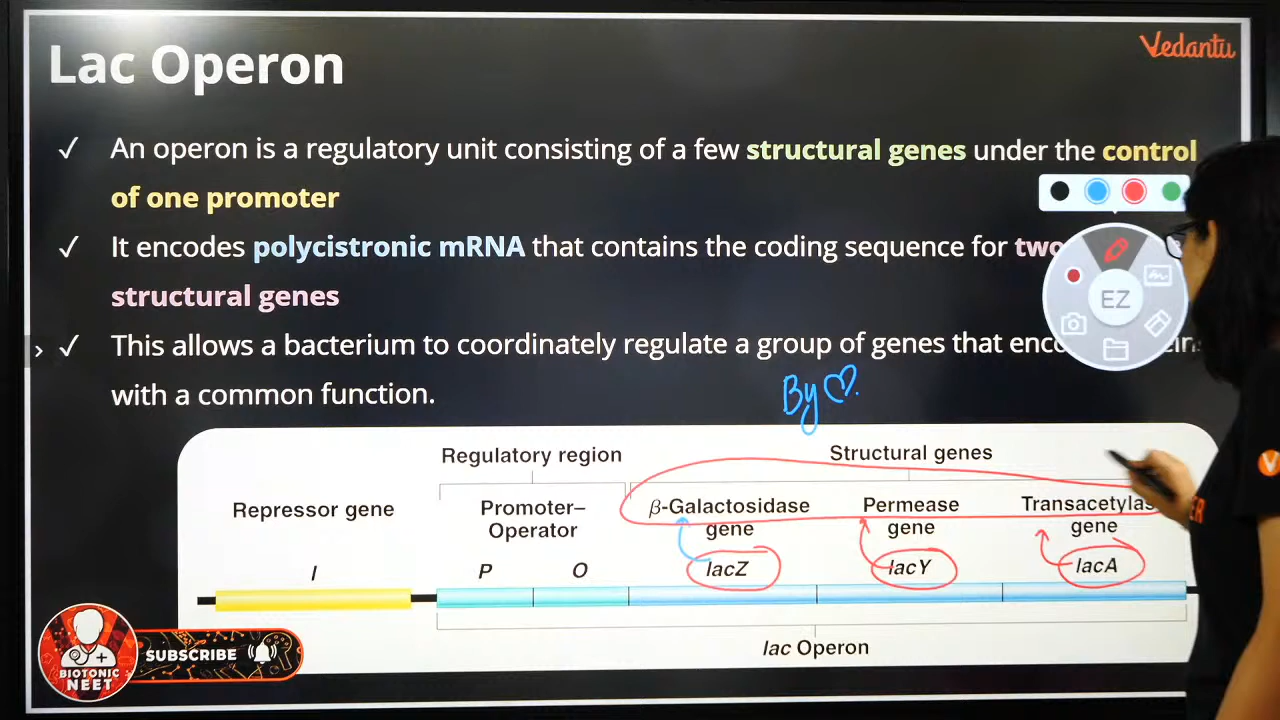 Lac Operon
Vedantu
✓ An operon is a regulatory unit consisting of a few structural genes under the control
of one promoter
✓ It encodes polycistronic mRNA that contains the coding sequence for two
structural genes
EZ
✓ This allows a bacterium to coordinately regulate a group of genes that
with a common function.
By
Regulatory region
Structural genes
Repressor gene
Promoter–
Operator
β-Galactosidase
gene
Permease
gene
gene
I
P
O
lacZ
lacY
lacA
lac Operon
BIOTONIC
NEET
SUBSCRIBE